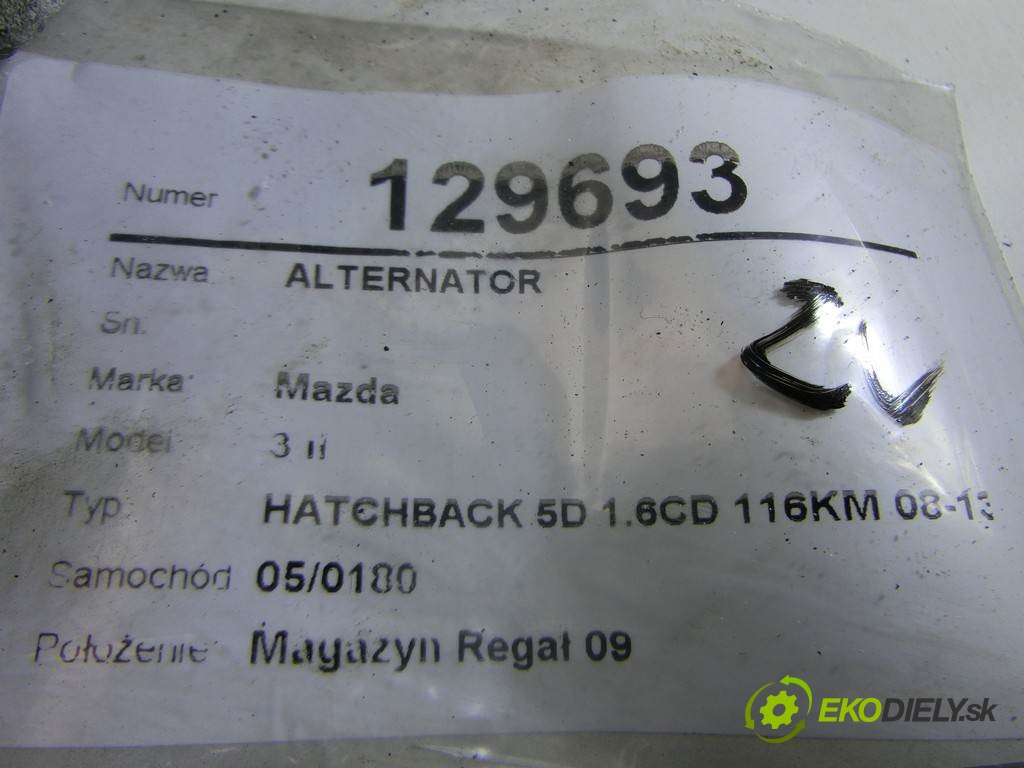 Numer 129693
Nazwa ALTERNATOR
Sn.
Marka: Mazda
Model 3 II
Typ: HATCHBACK 5D 1.6CD 116KM 08-13
Samochód 05/0180
Położenie: Magazyn Regał 09
EKODIELY.sk